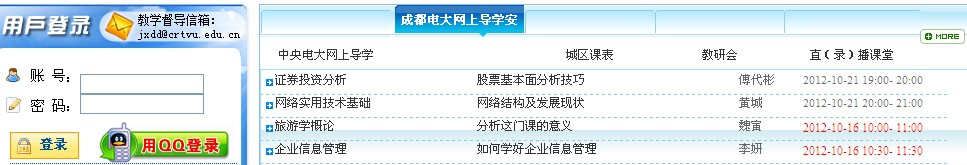 用戶登录
教学督导信箱：
jxdd@crtvu.edu.cn
账 号：
密 码：
登录
用QQ登录
成都电大网上导学安
MORE
中央电大网上导学 城区课表 教研会 直（录）播课堂
证券投资分析 股票基本面分析技巧 傅代彬 2012-10-21 19:00- 20:00
网络实用技术基础 网络结构及发展现状 黄城 2012-10-21 20:00- 21:00
旅游学概论 分析这门课的意义 魏寅 2012-10-16 10:00- 11:00
企业信息管理 如何学好企业信息管理 李妍 2012-10-16 10:30- 11:30